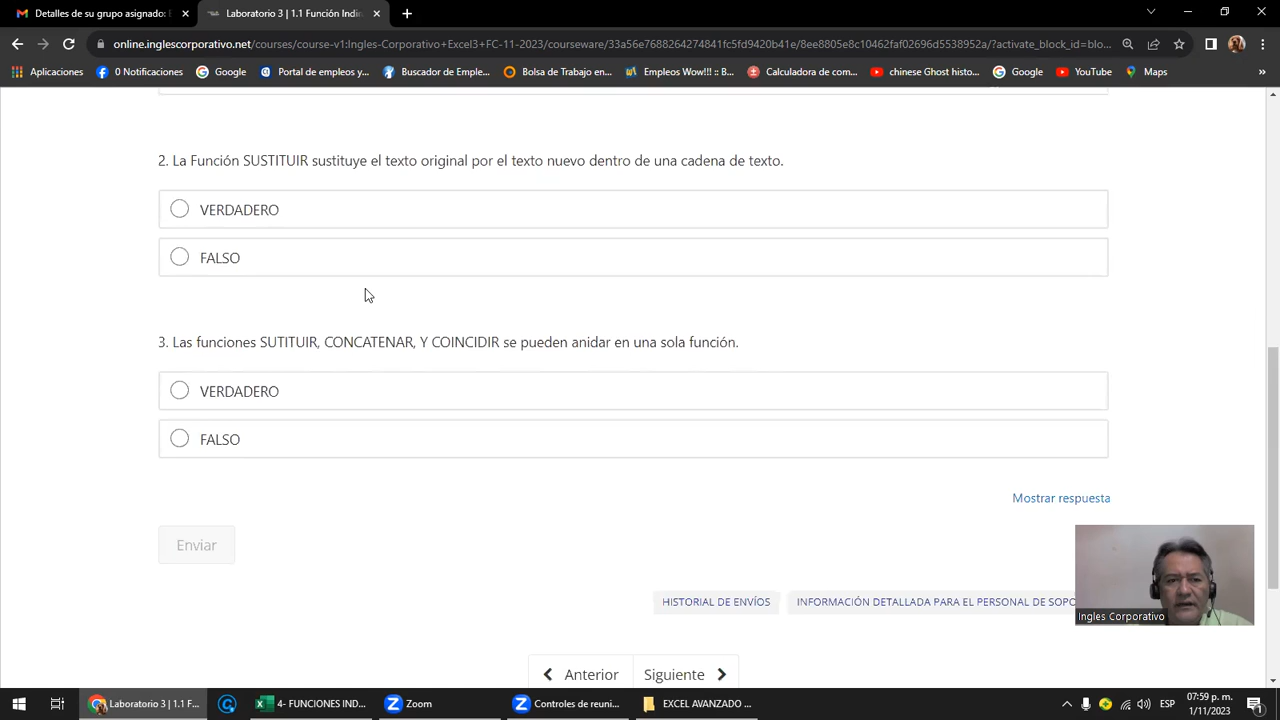 Detalles de su grupo asignado: I
Laboratorio 3 | 1.1 Función Indir
online.inglescorporativo.net/courses/course-v1:Ingles-Corporativo+Excel3+FC-11-2023/courseware/33a56e7688264274841fc5fd9420b41e/8ee8805e8c10462faf02696d5538952a/?activate_block_id=blo...
Aplicaciones
0 Notificaciones
Google
Portal de empleos y...
Buscador de Emple...
Bolsa de Trabajo en...
Empleos Wow!!! :: B...
Calculadora de com...
chinese Ghost histo...
Google
YouTube
Maps
2. La Función SUSTITUIR sustituye el texto original por el texto nuevo dentro de una cadena de texto.
VERDADERO
FALSO
3. Las funciones SUTITUIR, CONCATENAR, Y COINCIDIR se pueden anidar en una sola función.
VERDADERO
FALSO
Mostrar respuesta
Enviar
HISTORIAL DE ENVÍOS
INFORMACIÓN DETALLADA PARA EL PERSONAL DE SOPO
Ingles Corporativo
Anterior
Siguiente
Laboratorio 3 | 1.1 F...
4- FUNCIONES IND...
Zoom
Controles de reuni...
EXCEL AVANZADO ...
ESP
07:59 p. m.
1/11/2023